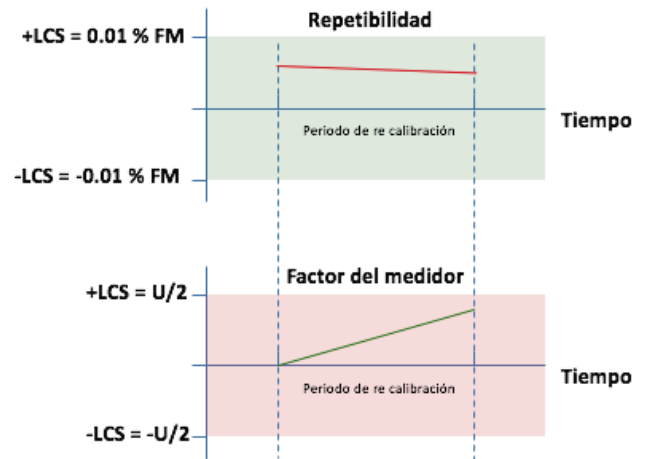 Repetibilidad
+LCS = 0.01 % FM
Tiempo
Periodo de re calibración
-LCS = -0.01 % FM
Factor del medidor
+LCS = U/2
Tiempo
Periodo de re calibración
-LCS = -U/2